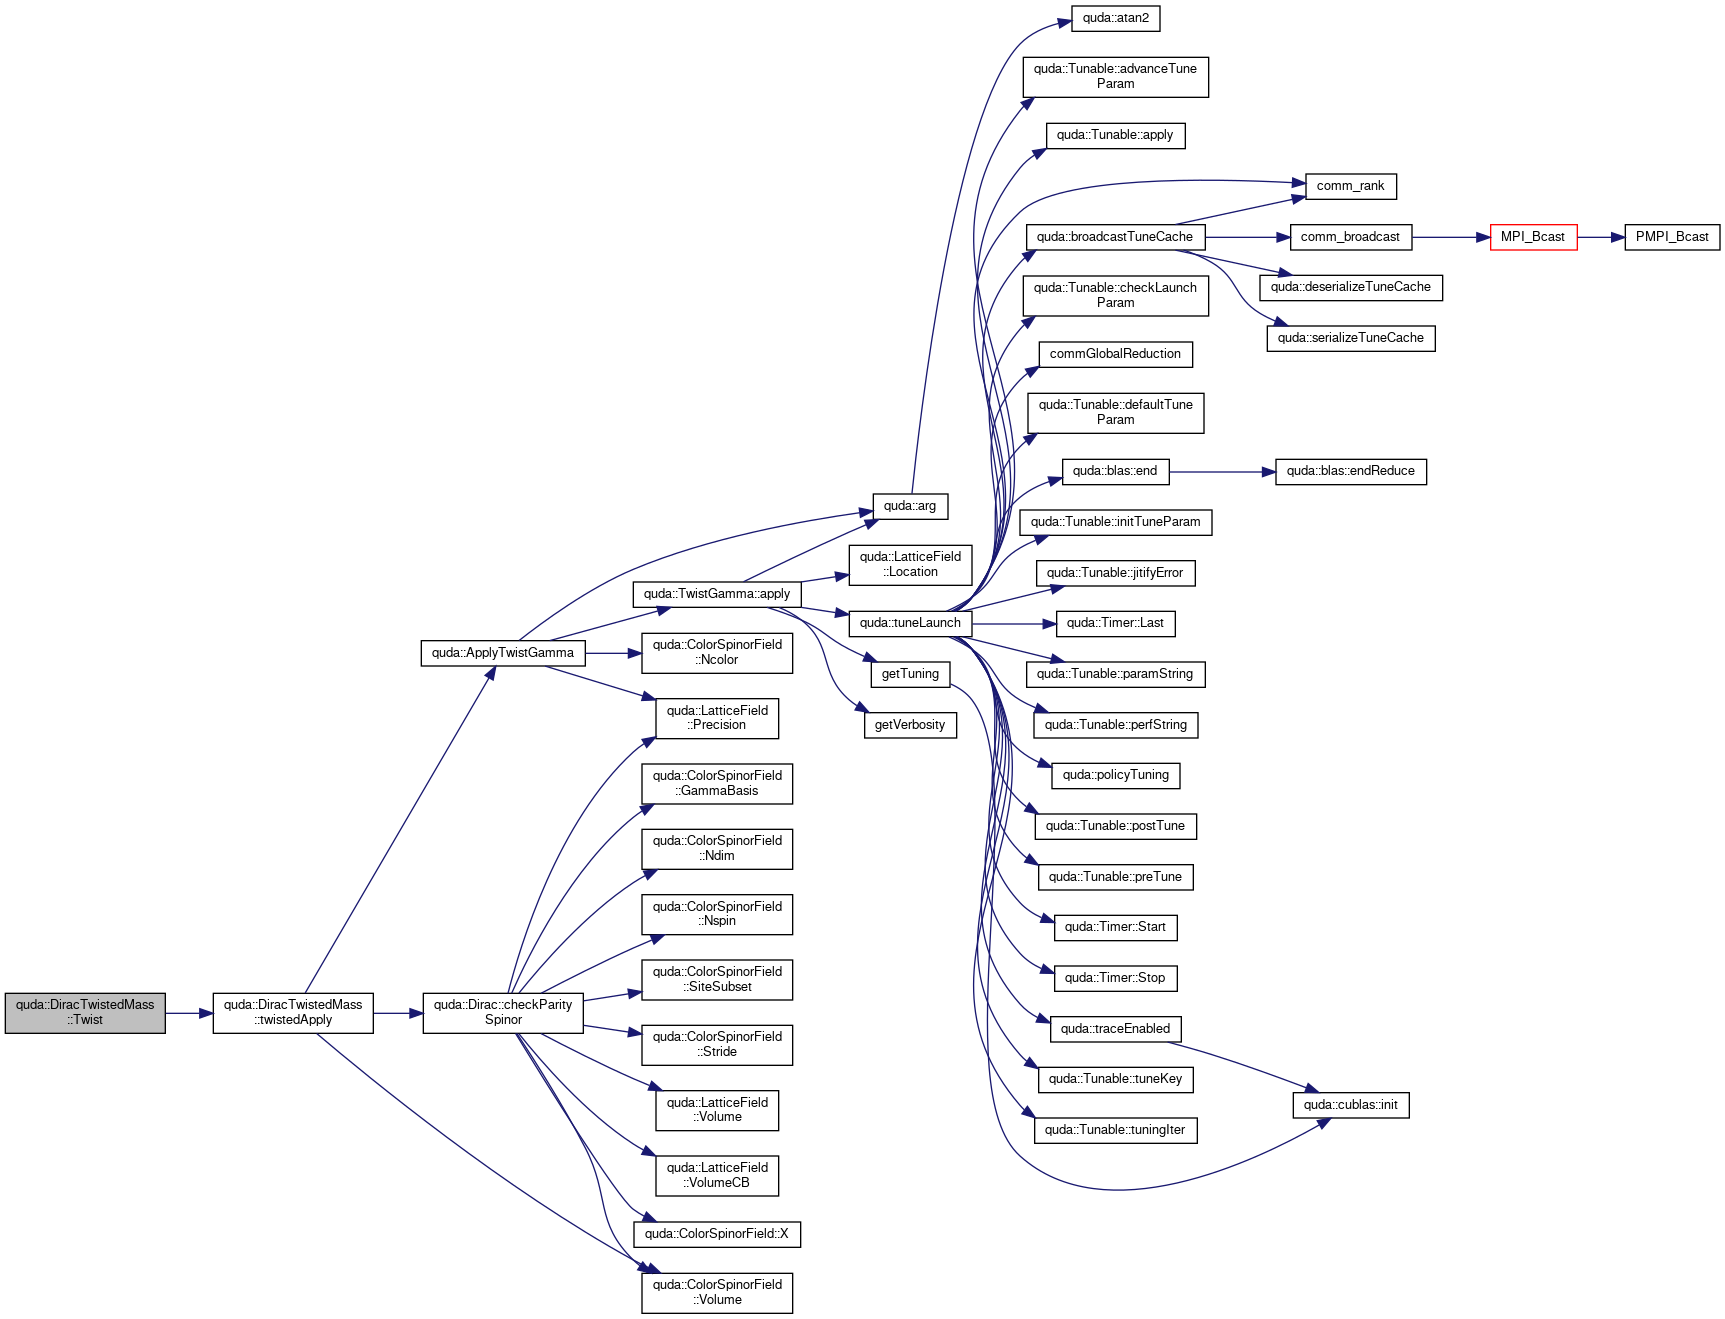 quda::DiracTwistedMass
::Twist
quda::DiracTwistedMass
::twistedApply
quda::ApplyTwistGamma
quda::Dirac::checkParity
Spinor
quda::TwistGamma::apply
quda::ColorSpinorField
::Ncolor
quda::LatticeField
::Precision
quda::ColorSpinorField
::GammaBasis
quda::ColorSpinorField
::Ndim
quda::ColorSpinorField
::Nspin
quda::ColorSpinorField
::SiteSubset
quda::ColorSpinorField
::Stride
quda::LatticeField
::Volume
quda::LatticeField
::VolumeCB
quda::ColorSpinorField::X
quda::ColorSpinorField
::Volume
quda::arg
quda::LatticeField
::Location
quda::tuneLaunch
getTuning
getVerbosity
quda::atan2
quda::Tunable::advanceTune
Param
quda::Tunable::apply
quda::broadcastTuneCache
quda::Tunable::checkLaunch
Param
commGlobalReduction
quda::Tunable::defaultTune
Param
quda::blas::end
quda::Tunable::initTuneParam
quda::Tunable::jitifyError
quda::Timer::Last
quda::Tunable::paramString
quda::Tunable::perfString
quda::policyTuning
quda::Tunable::postTune
quda::Tunable::preTune
quda::Timer::Start
quda::Timer::Stop
quda::traceEnabled
quda::Tunable::tuneKey
quda::Tunable::tuningIter
comm_rank
comm_broadcast
quda::deserializeTuneCache
quda::serializeTuneCache
quda::blas::endReduce
quda::cublas::init
MPI_Bcast
PMPI_Bcast